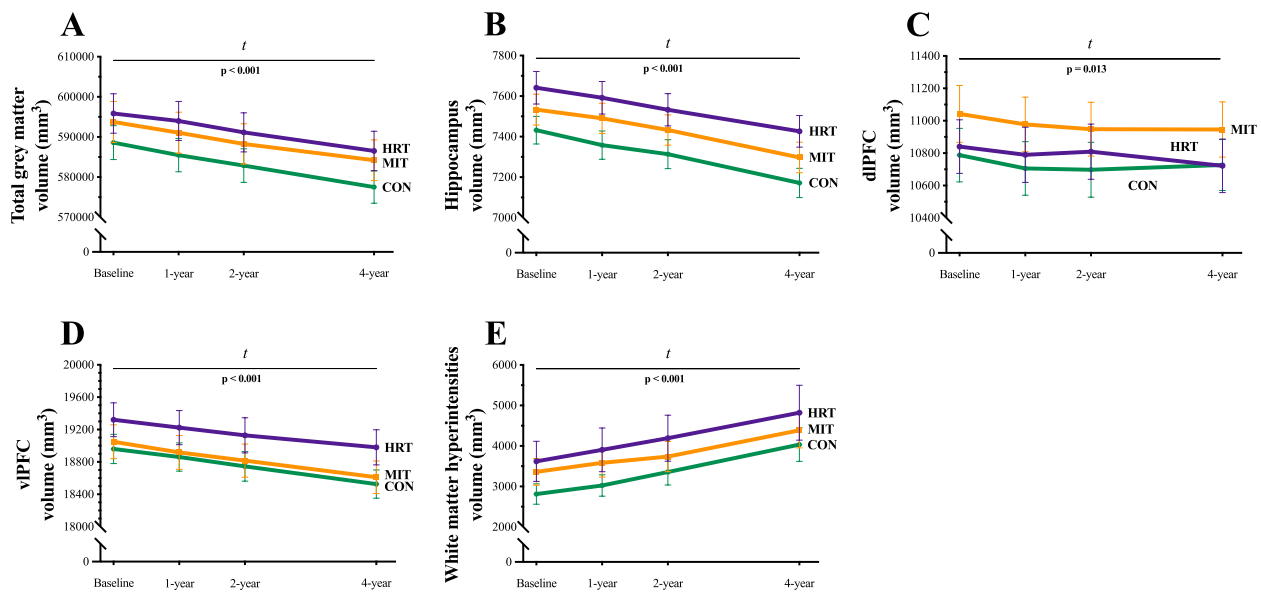 A
Total grey matter
volume (mm³)
t
p < 0.001
610000
600000
590000
580000
570000
0
HRT
MIT
CON
Baseline
1-year
2-year
4-year
B
Hippocampus
volume (mm³)
t
p < 0.001
7800
7600
7400
7200
7000
0
HRT
MIT
CON
Baseline
1-year
2-year
4-year
C
dlPFC
volume (mm³)
t
p = 0.013
11400
11200
11000
10800
10600
10400
0
MIT
HRT
CON
Baseline
1-year
2-year
4-year
D
vlPFC
volume (mm³)
t
p < 0.001
20000
19600
19200
18800
18400
18000
0
HRT
MIT
CON
Baseline
1-year
2-year
4-year
E
White matter hyperintensities
volume (mm³)
t
p < 0.001
6000
5000
4000
3000
2000
0
HRT
MIT
CON
Baseline
1-year
2-year
4-year